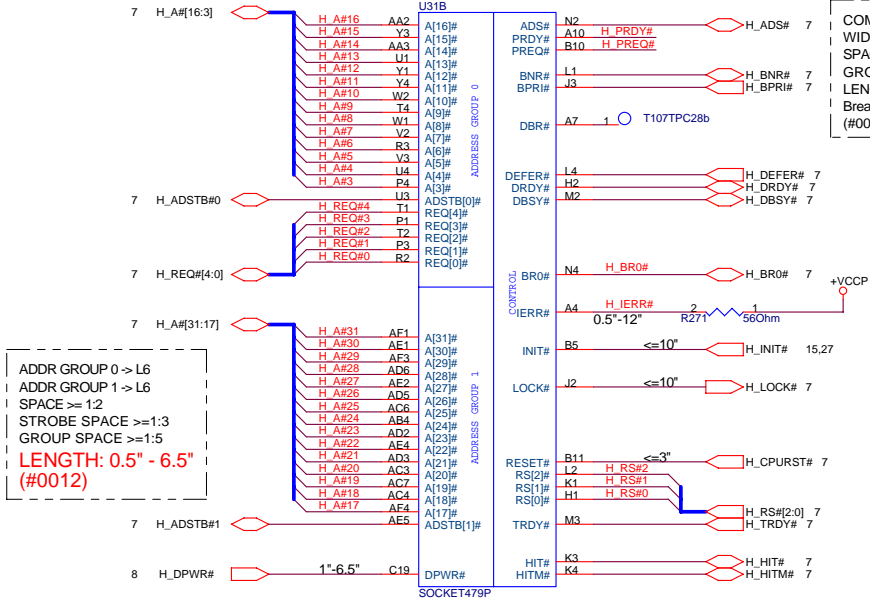 U31B
7 H_A#[16:3]
H_A#16 AA2 A[16]#
H_A#15 Y3 A[15]#
H_A#14 AA3 A[14]#
H_A#13 U1 A[13]#
H_A#12 Y1 A[12]#
H_A#11 Y4 A[11]#
H_A#10 W2 A[10]#
H_A#9 T4 A[9]#
H_A#8 W1 A[8]#
H_A#7 V2 A[7]#
H_A#6 R3 A[6]#
H_A#5 V3 A[5]#
H_A#4 U4 A[4]#
H_A#3 P4 A[3]#
7 H_ADSTB#0 U3 ADSTB[0]#
H_REQ#4 T1 REQ[4]#
H_REQ#3 P1 REQ[3]#
H_REQ#2 T2 REQ[2]#
H_REQ#1 P3 REQ[1]#
H_REQ#0 R2 REQ[0]#
7 H_REQ#[4:0]
ADDRESS GROUP 0
7 H_A#[31:17]
H_A#31 AF1 A[31]#
H_A#30 AE1 A[30]#
H_A#29 AF3 A[29]#
H_A#28 AD6 A[28]#
H_A#27 AE2 A[27]#
H_A#26 AD5 A[26]#
H_A#25 AC6 A[25]#
H_A#24 AB4 A[24]#
H_A#23 AD2 A[23]#
H_A#22 AE4 A[22]#
H_A#21 AD3 A[21]#
H_A#20 AC3 A[20]#
H_A#19 AC7 A[19]#
H_A#18 AC4 A[18]#
H_A#17 AF4 A[17]#
7 H_ADSTB#1 AE5 ADSTB[1]#
ADDRESS GROUP 1
8 H_DPWR# 1"-6.5" C19 DPWR#
SOCKET479P
ADDR GROUP 0 -> L6
ADDR GROUP 1 -> L6
SPACE >= 1:2
STROBE SPACE >=1:3
GROUP SPACE >=1:5
LENGTH: 0.5" - 6.5"
(#0012)
CONTROL
ADS# N2 H_ADS# 7
PRDY# A10 H_PRDY#
PREQ# B10 H_PREQ#
BNR# L1 H_BNR# 7
BPRI# J3 H_BPRI# 7
DBR# A7 1 T107TPC28b
DEFER# L4 H_DEFER# 7
DRDY# H2 H_DRDY# 7
DBSY# M2 H_DBSY# 7
BR0# N4 H_BR0# H_BR0# 7
+VCCP
IERR# A4 H_IERR# 0.5"-12" 2 R271 1 56Ohm
INIT# B5 <=10" H_INIT# 15,27
LOCK# J2 <=10" H_LOCK# 7
RESET# B11 <=3" H_CPURST# 7
RS[2]# L2 H_RS#2
RS[1]# K1 H_RS#1
RS[0]# H1 H_RS#0
H_RS#[2:0] 7
TRDY# M3 H_TRDY# 7
HIT# K3 H_HIT# 7
HITM# K4 H_HITM# 7